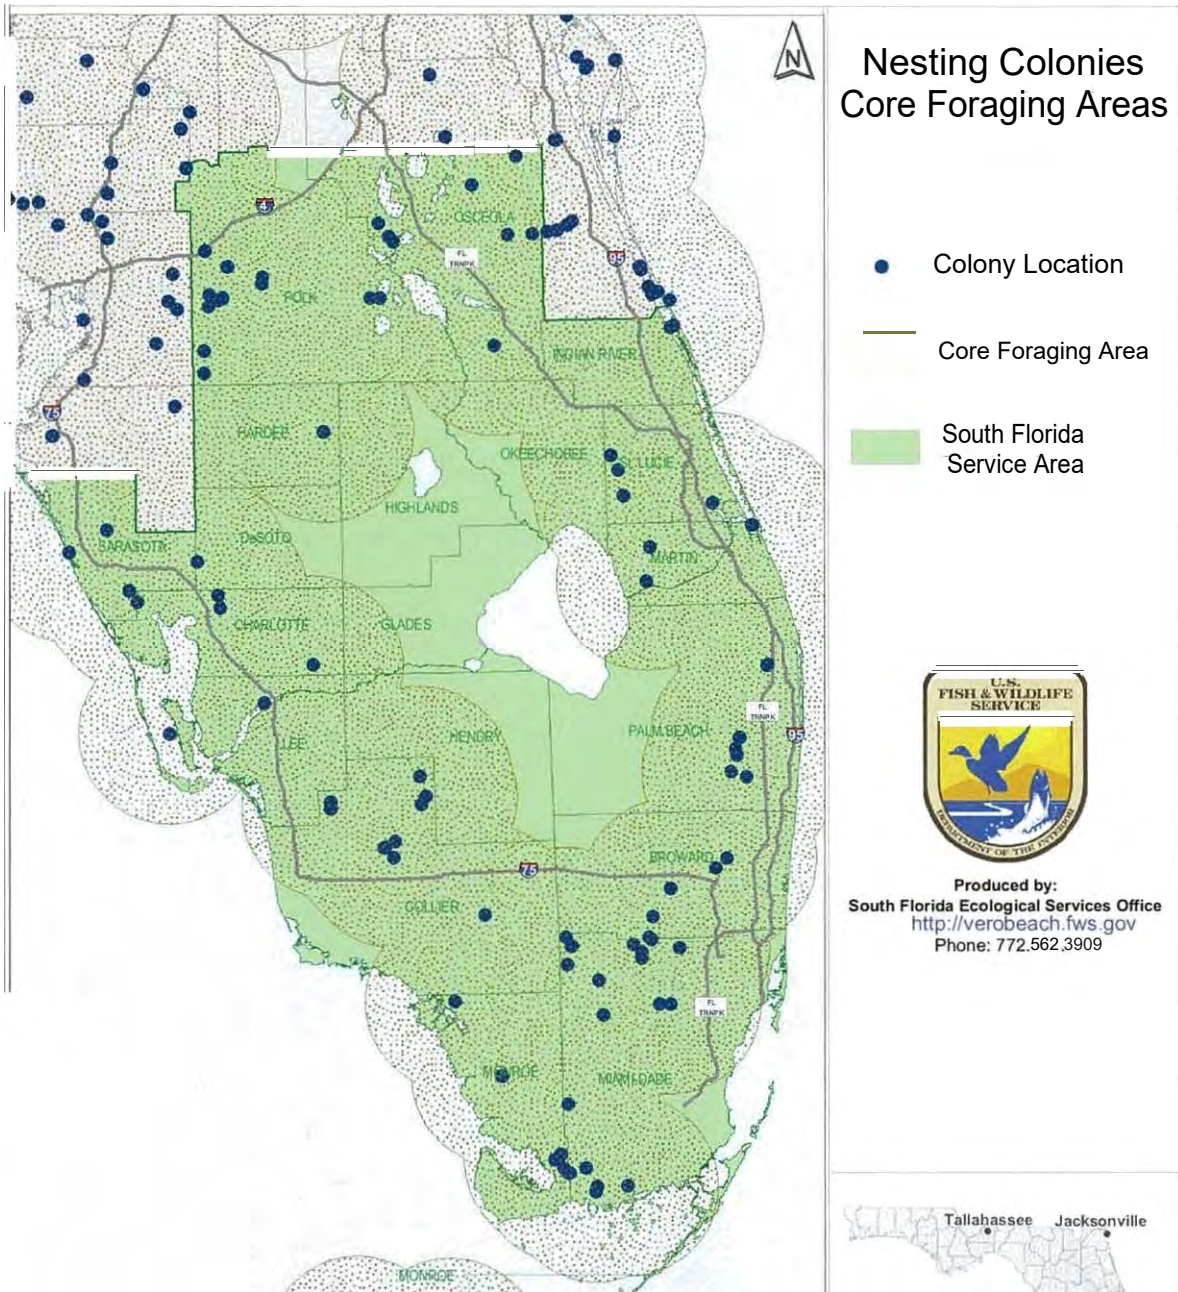 Nesting Colonies
Core Foraging Areas
N
Colony Location
Core Foraging Area
South Florida
Service Area
4
OSCEOLA
FL
TRNPK
95
POLK
INDIAN RIVER
75
HARDEE
OKEECHOBEE
LUCIE
HIGHLANDS
DeSOTO
SARASOTA
MARTIN
CHARLOTTE
GLADES
LEE
HENDRY
PALM BEACH
FL
TRNPK
95
BROWARD
75
COLLIER
FL
TRNPK
MONROE
MIAMI-DADE
MONROE
U.S.
FISH & WILDLIFE
SERVICE
DEPARTMENT OF THE INTERIOR
Produced by:
South Florida Ecological Services Office
http://verobeach.fws.gov
Phone: 772.562.3909
Tallahassee
Jacksonville